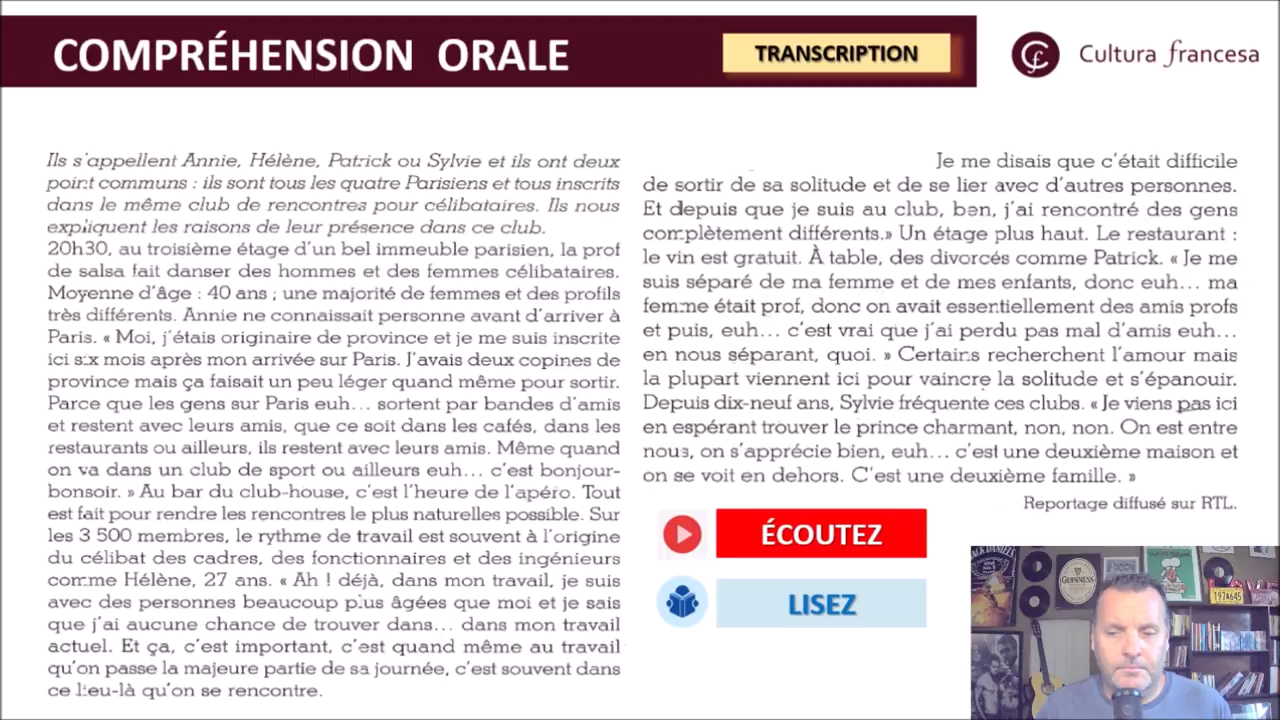 COMPRÉHENSION ORALE
TRANSCRIPTION
Cultura francesa
Ils s'appellent Annie, Hélène, Patrick ou Sylvie et ils ont deux
point communs : ils sont tous les quatre Parisiens et tous inscrits
dans le même club de rencontres pour célibataires. Ils nous
expliquent les raisons de leur présence dans ce club.
20h30, au troisième étage d'un bel immeuble parisien, la prof
de salsa fait danser des hommes et des femmes célibataires.
Moyenne d'âge : 40 ans ; une majorité de femmes et des profils
très différents. Annie ne connaissait personne avant d'arriver à
Paris. « Moi, j'étais originaire de province et je me suis inscrite
ici six mois après mon arrivée sur Paris. J'avais deux copines de
province mais ça faisait un peu léger quand même pour sortir.
Parce que les gens sur Paris euh... sortent par bandes d'amis
et restent avec leurs amis, que ce soit dans les cafés, dans les
restaurants ou ailleurs, ils restent avec leurs amis. Même quand
on va dans un club de sport ou ailleurs euh... c'est bonjour-
bonsoir. » Au bar du club-house, c'est l'heure de l'apéro. Tout
est fait pour rendre les rencontres le plus naturelles possible. Sur
les 3 500 membres, le rythme de travail est souvent à l'origine
du célibat des cadres, des fonctionnaires et des ingénieurs
comme Hélène, 27 ans. « Ah ! déjà, dans mon travail, je suis
avec des personnes beaucoup plus âgées que moi et je sais
que j'ai aucune chance de trouver dans... dans mon travail
actuel. Et ça, c'est important, c'est quand même au travail
qu'on passe la majeure partie de sa journée, c'est souvent dans
ce lieu-là qu'on se rencontre.
Je me disais que c'était difficile
de sortir de sa solitude et de se lier avec d'autres personnes.
Et depuis que je suis au club, ben, j'ai rencontré des gens
complètement différents.» Un étage plus haut. Le restaurant :
le vin est gratuit. À table, des divorcés comme Patrick. « Je me
suis séparé de ma femme et de mes enfants, donc euh... ma
femme était prof, donc on avait essentiellement des amis profs
et puis, euh... c'est vrai que j'ai perdu pas mal d'amis euh...
en nous séparant, quoi. » Certains recherchent l'amour mais
la plupart viennent ici pour vaincre la solitude et s'épanouir.
Depuis dix-neuf ans, Sylvie fréquente ces clubs. « Je viens pas ici
en espérant trouver le prince charmant, non, non. On est entre
nous, on s'apprécie bien, euh... c'est une deuxième maison et
on se voit en dehors. C'est une deuxième famille. »
Reportage diffusé sur RTL.
ÉCOUTEZ
LISEZ
JACK DANIEL'S
GUINNESS
197A645